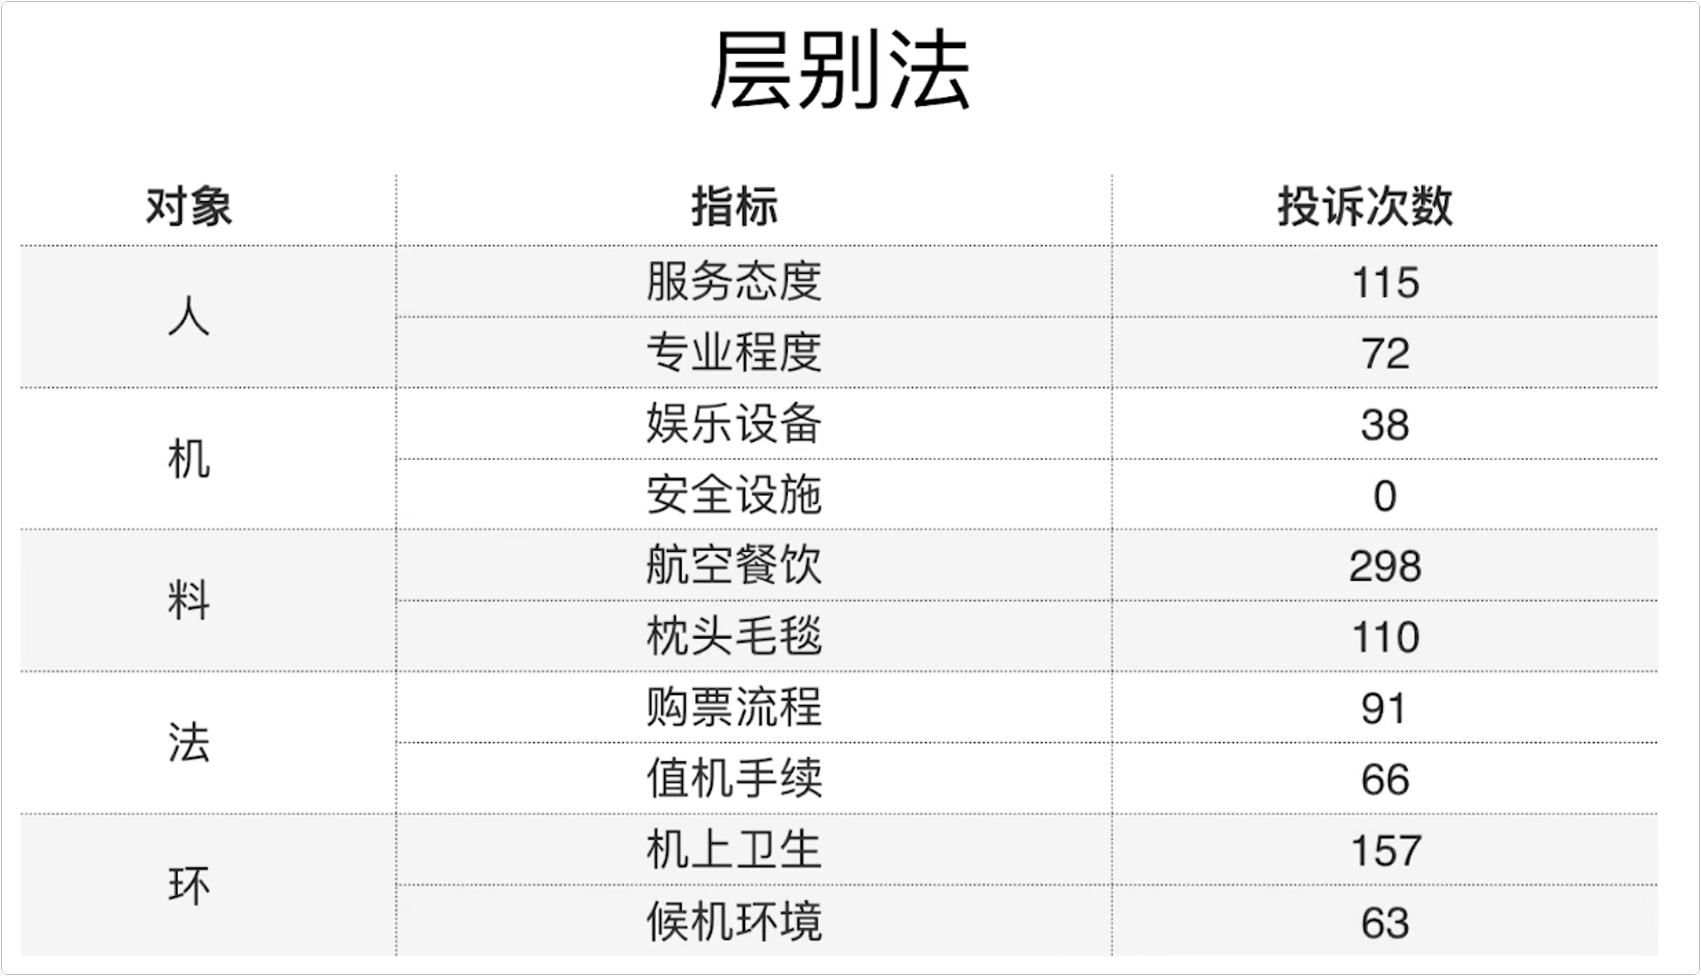 层别法
对象 指标 投诉次数
人 服务态度 115
专业程度 72
机 娱乐设备 38
安全设施 0
料 航空餐饮 298
枕头毛毯 110
法 购票流程 91
值机手续 66
环 机上卫生 157
候机环境 63